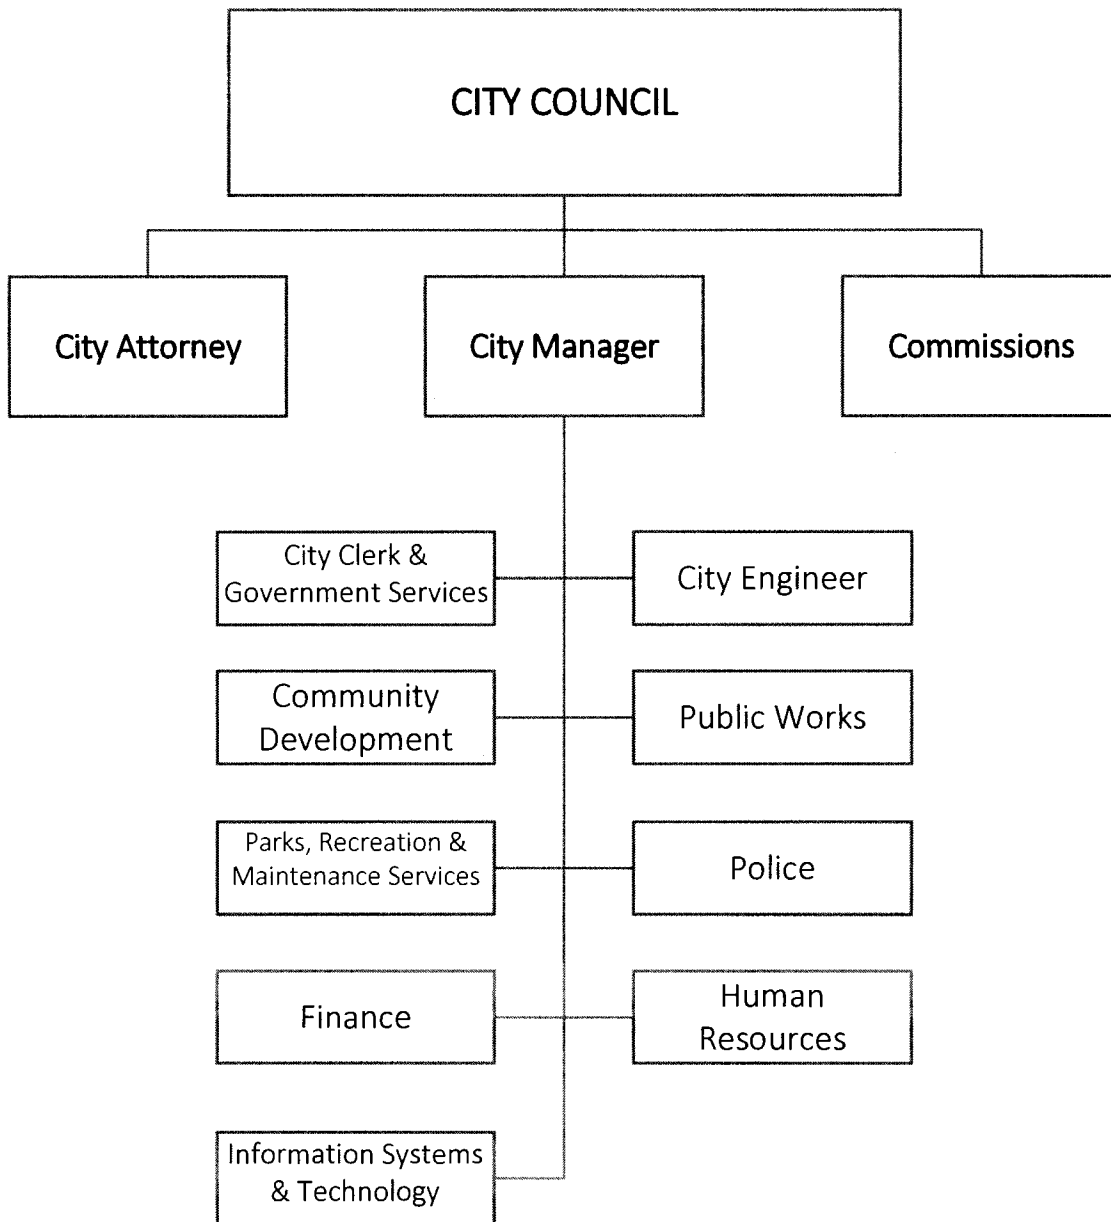 CITY COUNCIL
City Attorney
City Manager
Commissions
City Clerk &
Government Services
City Engineer
Community
Development
Public Works
Parks, Recreation &
Maintenance Services
Police
Finance
Human
Resources
Information Systems
& Technology